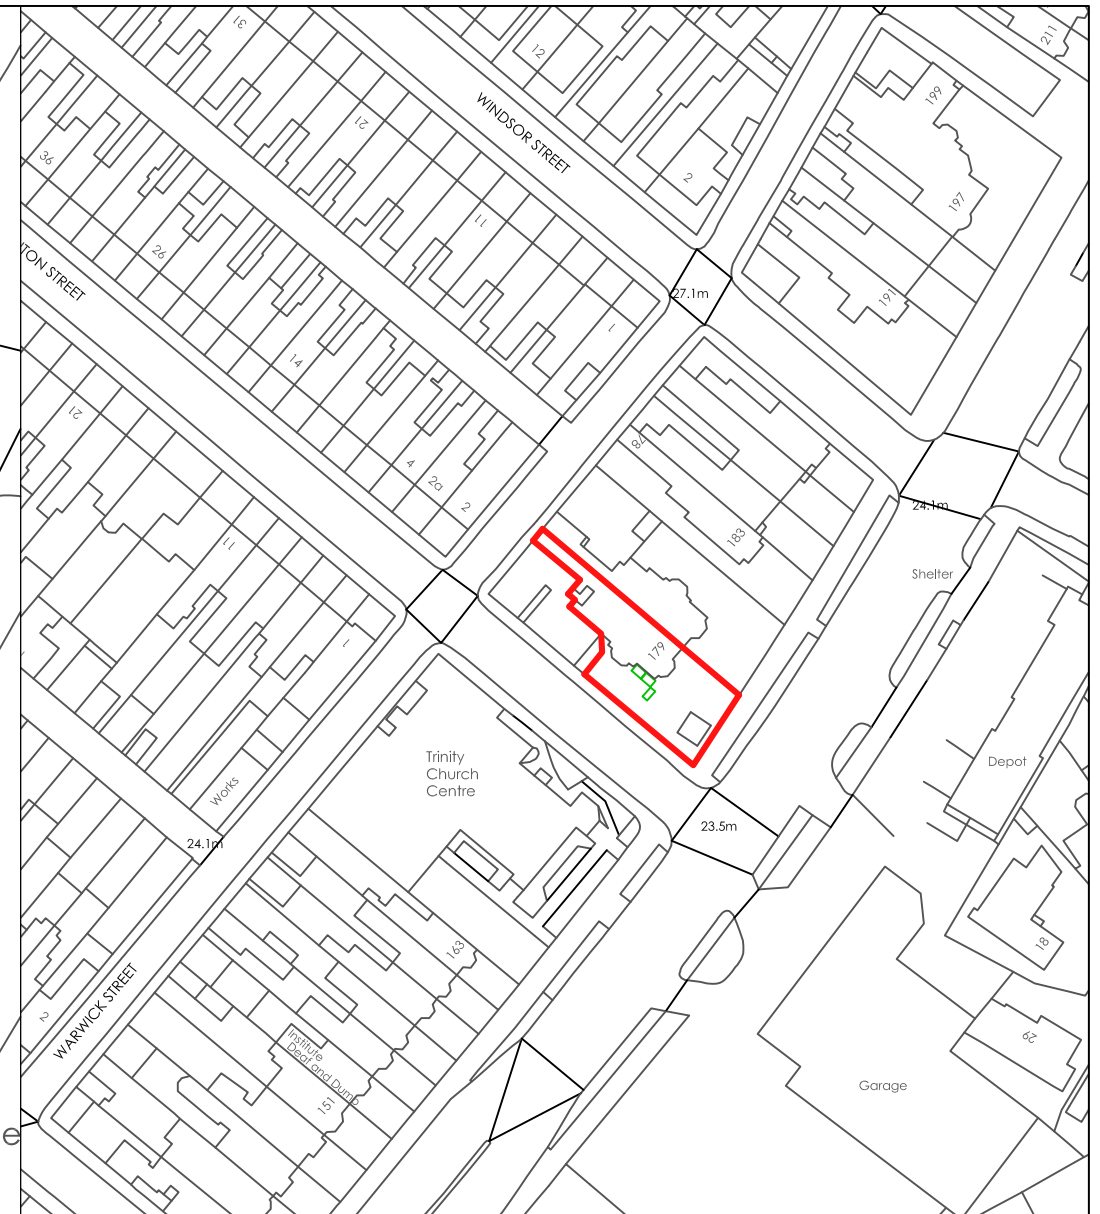 31
12
211
199
WINDSOR STREET
21
36
2
197
11
26
TON STREET
27.1m
191
1
14
21
87
4
2a
2
24.1m
183
11
Shelter
1
179
Trinity
Church
Centre
Depot
Works
23.5m
24.1m
163
18
WARWICK STREET
2
29
Institute
Deaf and Dumb
151
Garage
e